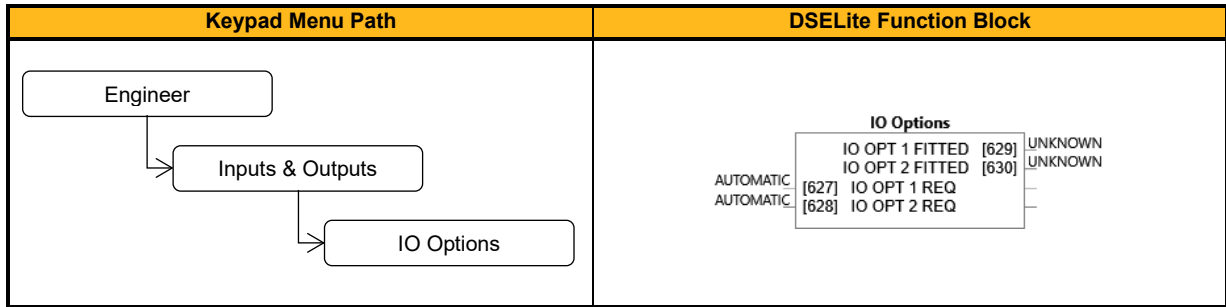 Keypad Menu Path
DSELite Function Block
Engineer
Inputs & Outputs
IO Options
IO Options
IO OPT 1 FITTED [629] UNKNOWN
IO OPT 2 FITTED [630] UNKNOWN
AUTOMATIC [627] IO OPT 1 REQ
AUTOMATIC [628] IO OPT 2 REQ